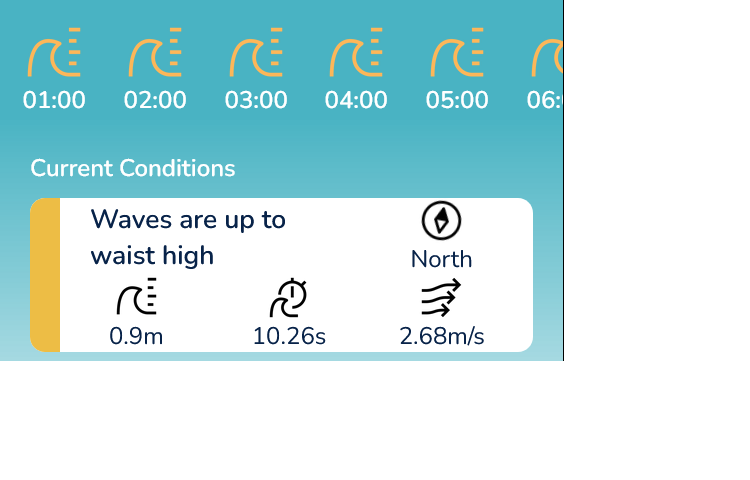 01:00 02:00 03:00 04:00 05:00 06:
Current Conditions
Waves are up to
waist high
North
0.9m 10.26s 2.68m/s